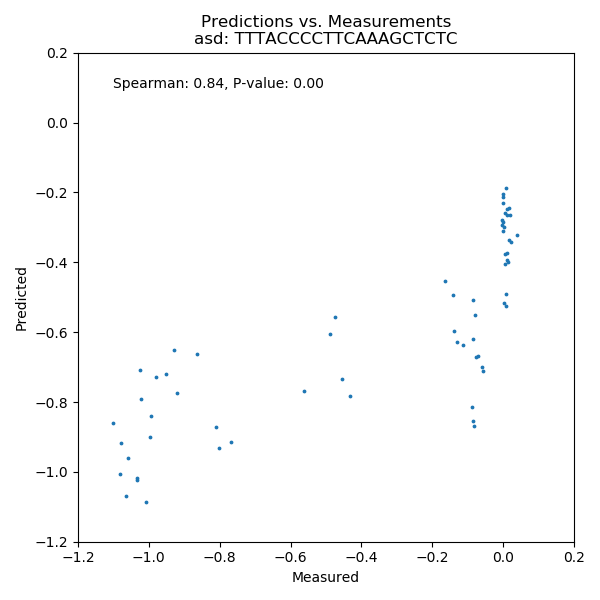 Predictions vs. Measurements
asd: TTTACCCCTTCAAAGCTCTC
Spearman: 0.84, P-value: 0.00
0.2
0.0
−0.2
−0.4
−0.6
−0.8
−1.0
−1.2
Predicted
−1.2 −1.0 −0.8 −0.6 −0.4 −0.2 0.0 0.2
Measured